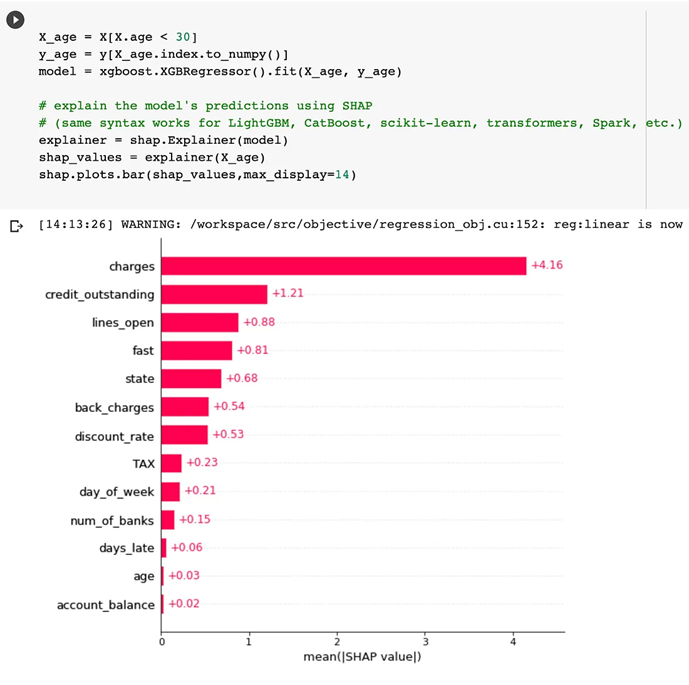 X_age = X[X.age < 30]
y_age = y[X_age.index.to_numpy()]
model = xgboost.XGBRegressor().fit(X_age, y_age)
# explain the model's predictions using SHAP
# (same syntax works for LightGBM, CatBoost, scikit-learn, transformers, Spark, etc.)
explainer = shap.Explainer(model)
shap_values = explainer(X_age)
shap.plots.bar(shap_values,max_display=14)
[14:13:26] WARNING: /workspace/src/objective/regression_obj.cu:152: reg:linear is now
charges +4.16
credit_outstanding +1.21
lines_open +0.88
fast +0.81
state +0.68
back_charges +0.54
discount_rate +0.53
TAX +0.23
day_of_week +0.21
num_of_banks +0.15
days_late +0.06
age +0.03
account_balance +0.02
0 1 2 3 4
mean(|SHAP value|)